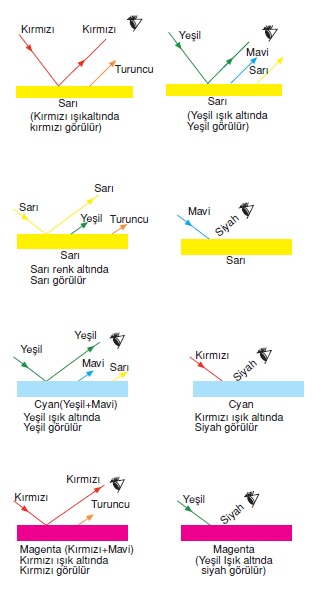 Kırmızı
Kırmızı
Turuncu
Sarı
(Kırmızı ışıkaltında
kırmızı görülür)
Yeşil
Mavi
Sarı
Sarı
(Yeşil ışık altında
Yeşil görülür)
Sarı
Sarı
Yeşil
Turuncu
Sarı
Sarı renk altında
Sarı görülür
Mavi
Siyah
Sarı
Yeşil
Yeşil
Mavi
Sarı
Cyan(Yeşil+Mavi)
Yeşil ışık altında
Yeşil görülür
Kırmızı
Siyah
Cyan
Kırmızı ışık altında
Siyah görülür
Kırmızı
Kırmızı
Turuncu
Magenta (Kırmızı+Mavi)
Kırmızı ışık altında
Kırmızı görülür
Yeşil
Siyah
Magenta
(Yeşil Işık altında
siyah görülür)